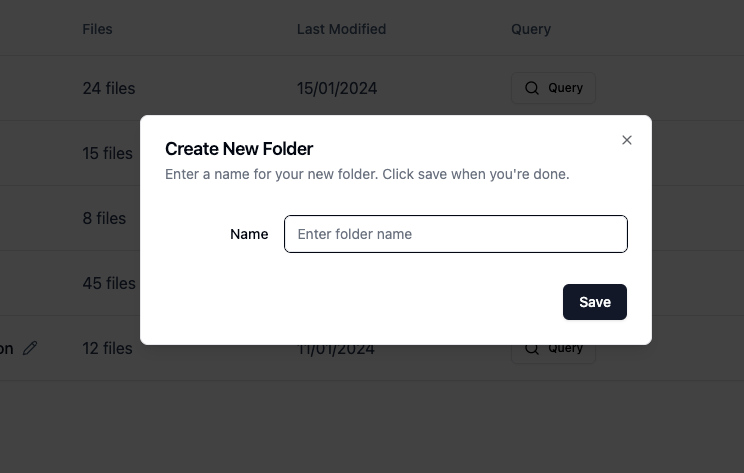 Files Last Modified Query
24 files 15/01/2024 Query
15 files
8 files
45 files
on 12 files 11/01/2024 Query
Create New Folder
Enter a name for your new folder. Click save when you're done.
Name Enter folder name
Save